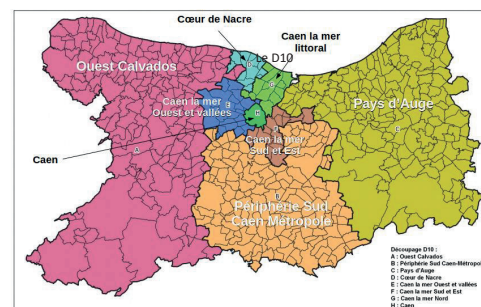 Cœur de Nacre
Caen la mer
littoral
Le D10
Ouest Calvados
D
G
Caen la mer
Ouest et vallées
E
Pays d'Auge
H
C
Caen
A
F
Caen la mer
Sud et Est
Périphérie Sud
Caen Métropole
Découpage D10 :
A : Ouest Calvados
B : Périphérie Sud Caen-Métropol
C : Pays d'Auge
D : Cœur de Nacre
E : Caen la mer Ouest et vallées
F : Caen la mer Sud et Est
G : Caen la mer Nord
H : Caen